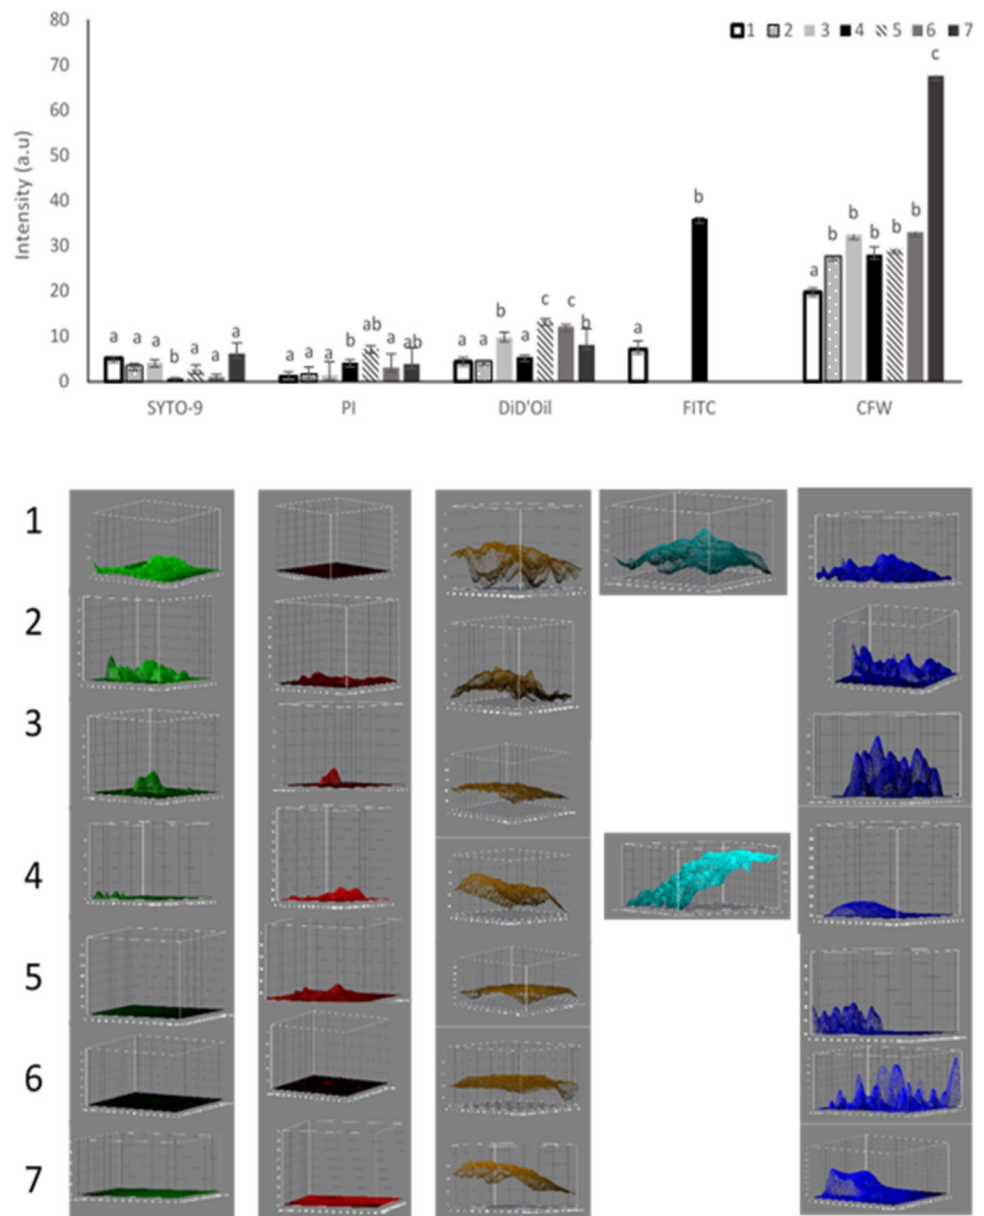 80
1 2 3 4 5 6 7
70
60
50
40
30
20
10
0
Intensity (a.u)
a a a b a a a
a a a b ab a ab
a a b a c c b
a b
a b b b b b c
SYTO-9 PI DiD'Oil FITC CFW
1
2
3
4
5
6
7